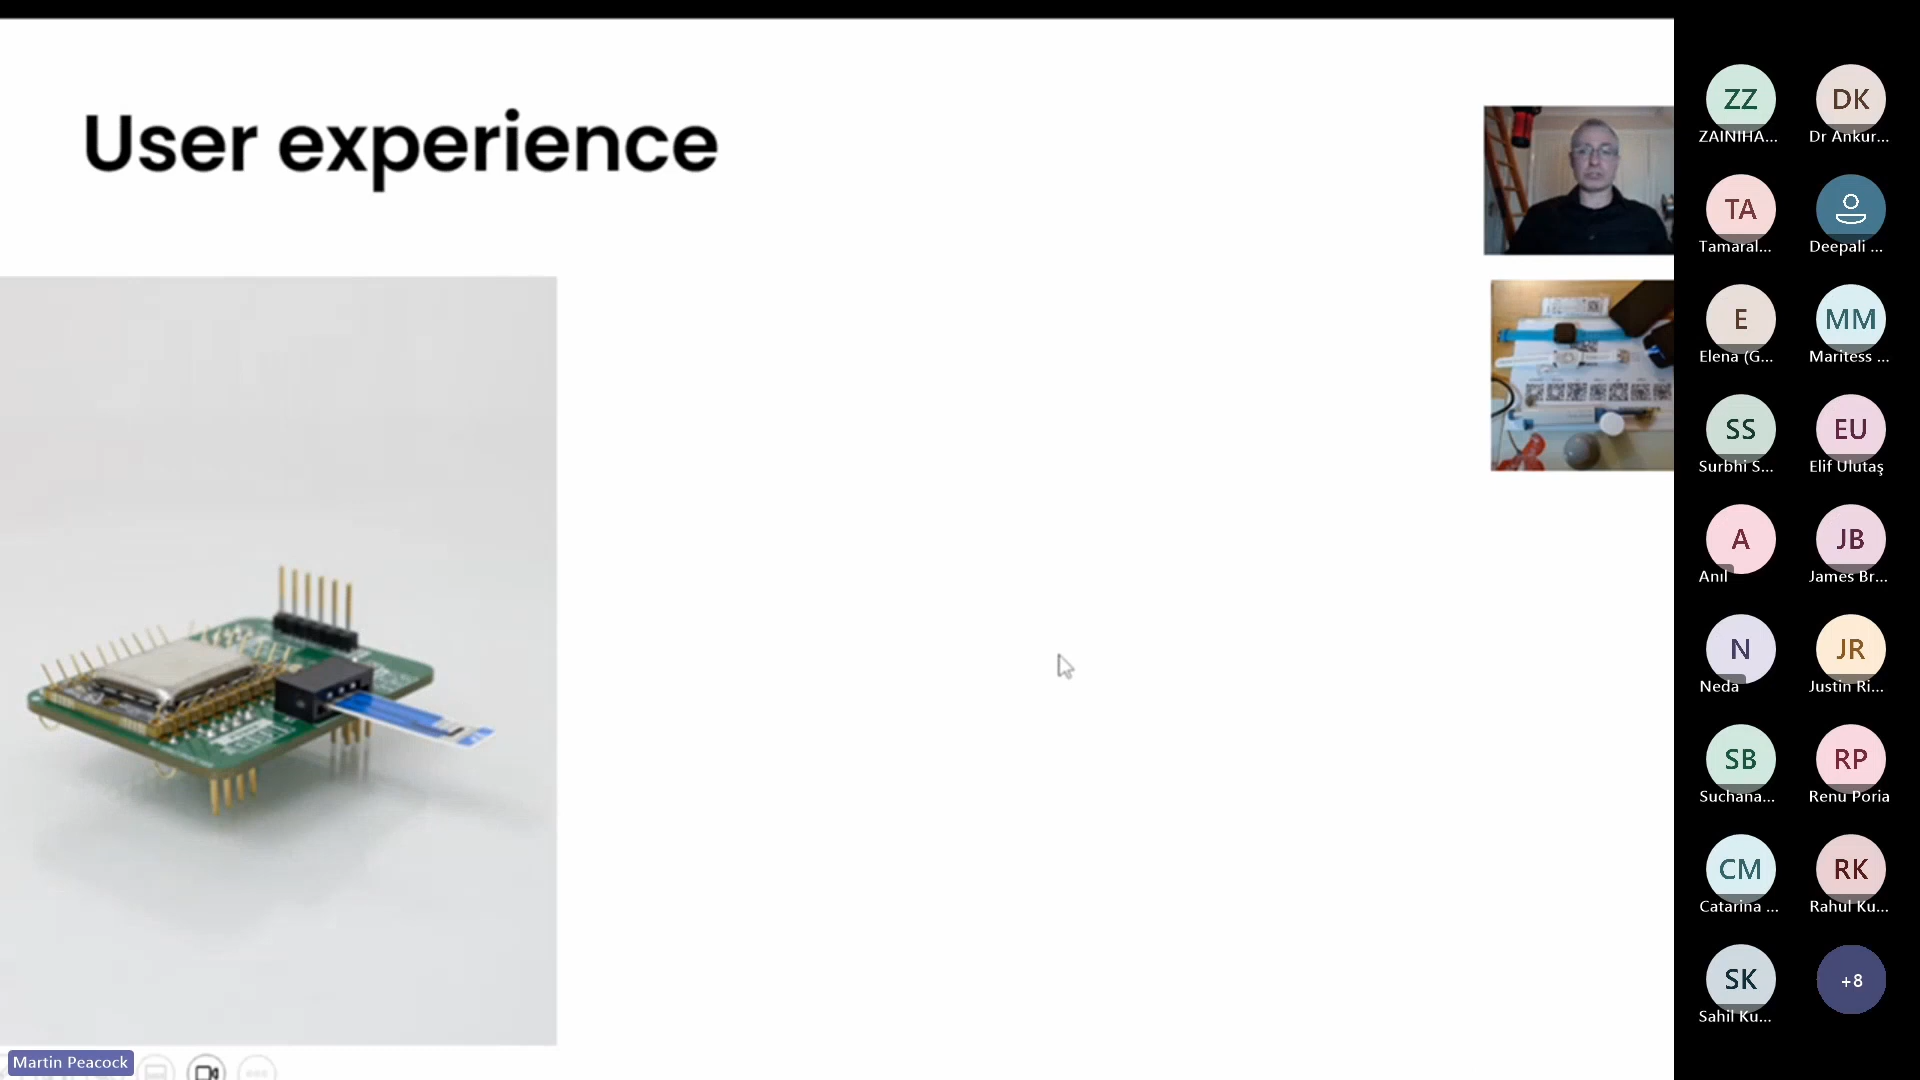 User experience
ZZ
ZAINIHA...
DK
Dr Ankur...
TA
Tamaral...
Deepali ...
E
Elena (G...
MM
Maritess ...
SS
Surbhi S...
EU
Elif Ulutaş
A
Anıl
JB
James Br...
N
Neda
JR
Justin Ri...
SB
Suchana...
RP
Renu Poria
CM
Catarina ...
RK
Rahul Ku...
SK
Sahil Ku...
+8
Martin Peacock